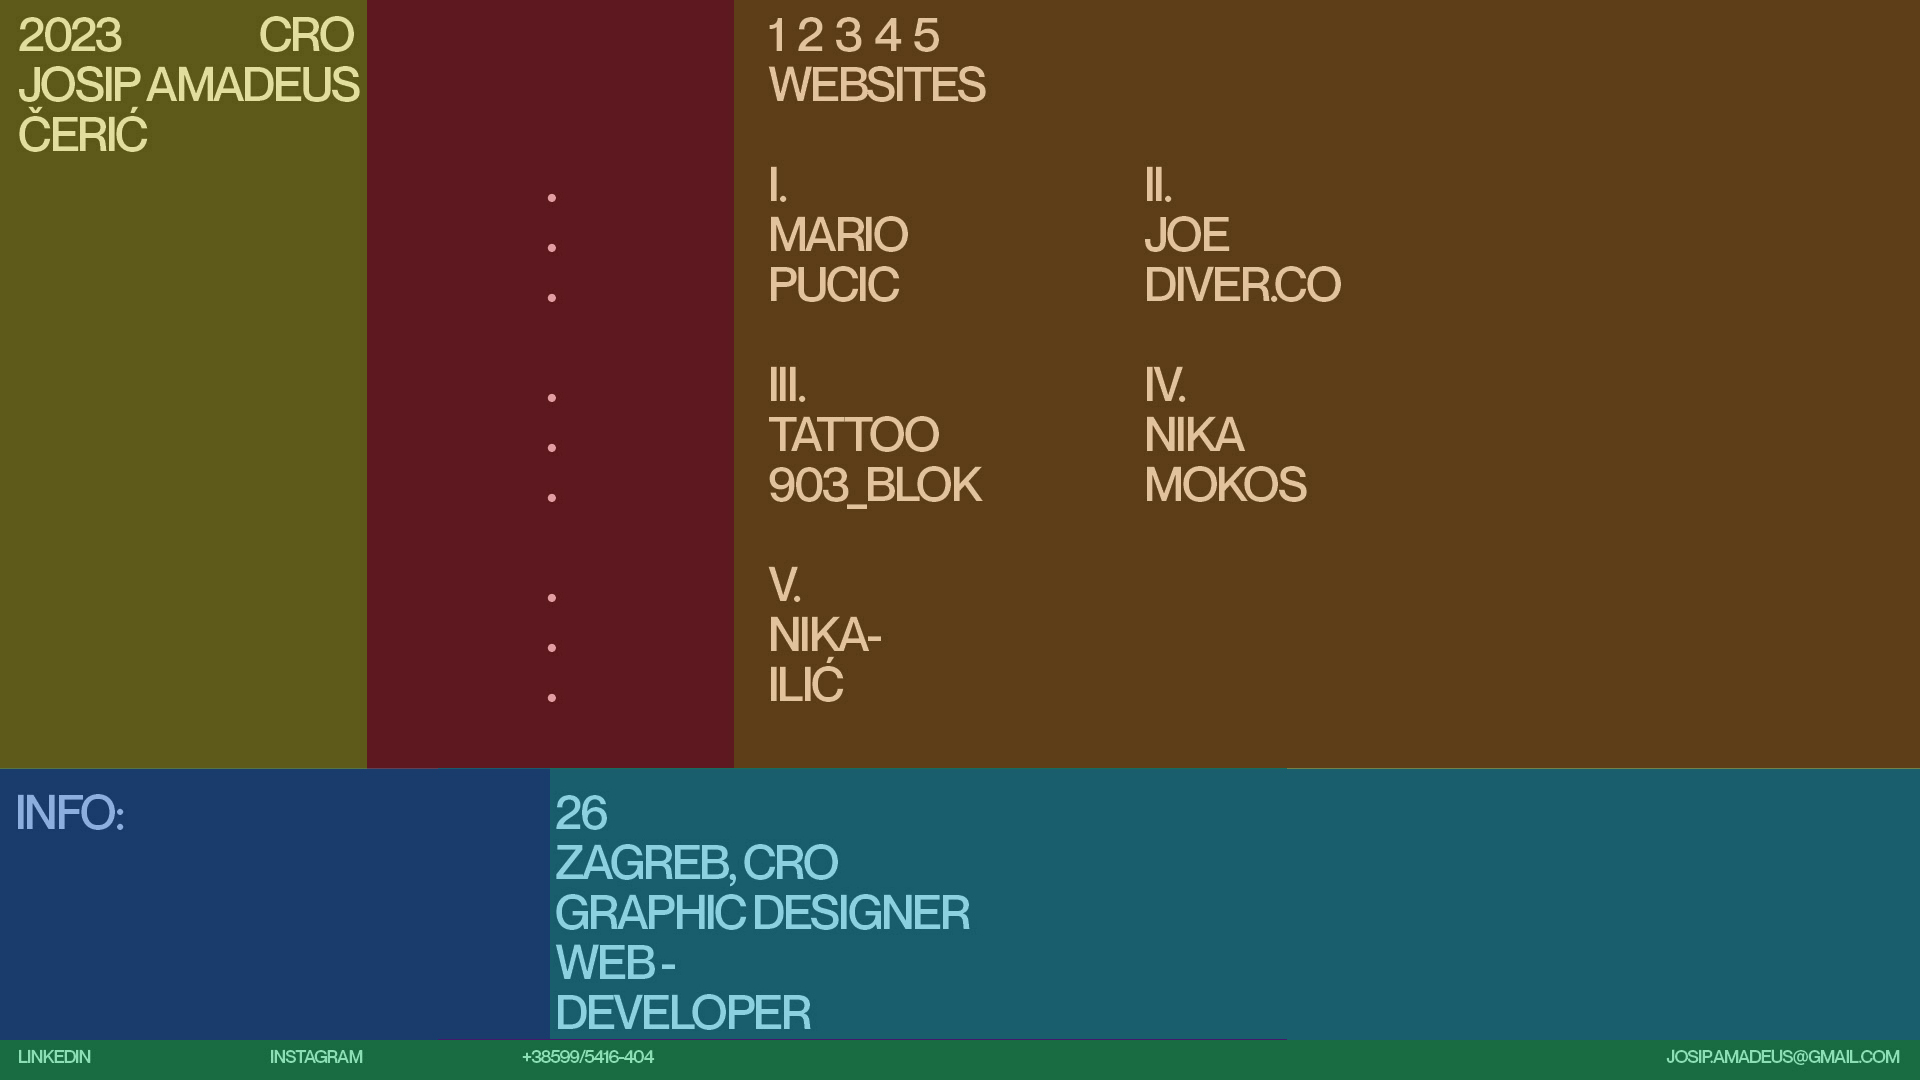 2023 CRO
JOSIP AMADEUS
ČERIĆ
1 2 3 4 5
WEBSITES
I.
MARIO
PUCIC
II.
JOE
DIVER.CO
III.
TATTOO
903_BLOK
IV.
NIKA
MOKOS
V.
NIKA-
ILIĆ
INFO:
26
ZAGREB, CRO
GRAPHIC DESIGNER
WEB -
DEVELOPER
LINKEDIN
INSTAGRAM
+38599/5416-404
JOSIP.AMADEUS@GMAIL.COM